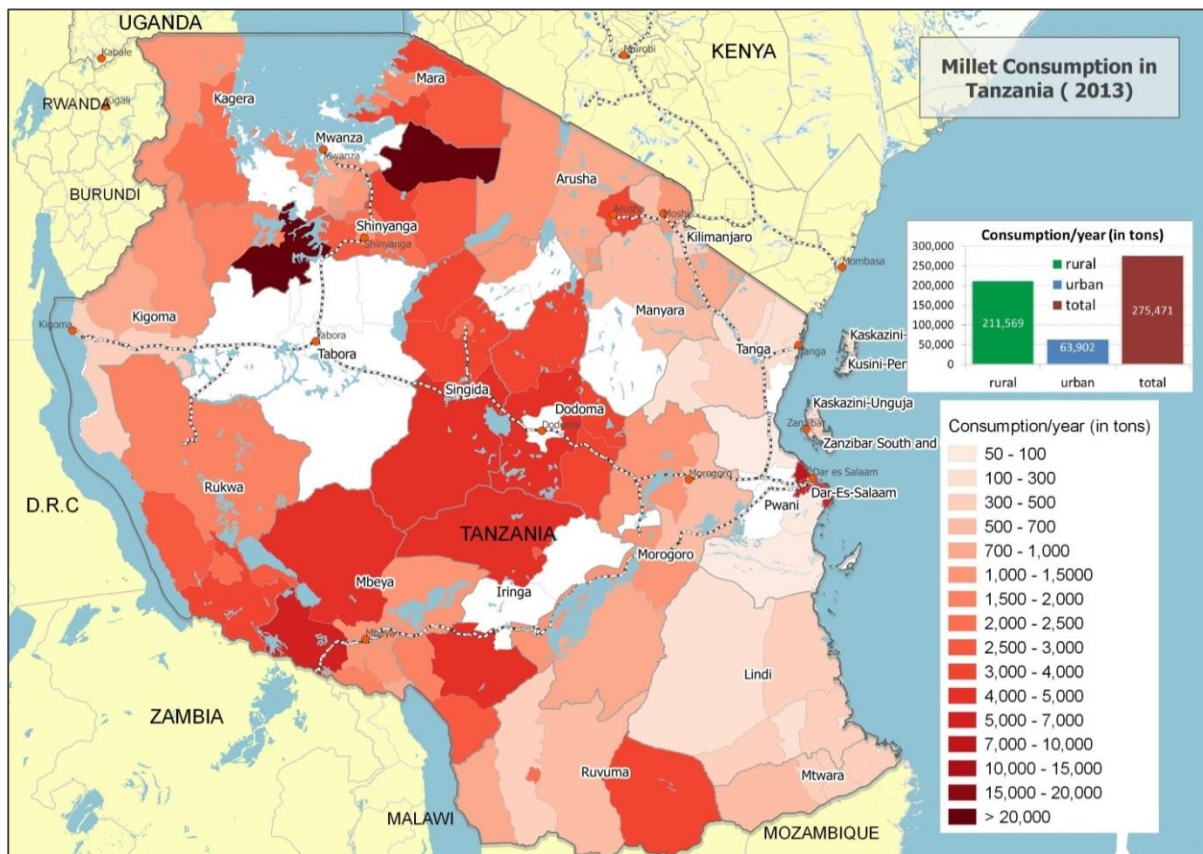 UGANDA
Kabale
KENYA
Nairobi
Millet Consumption in
Tanzania ( 2013)
RWANDA
Kigali
Kagera
Mara
Mwanza
Mwanza
BURUNDI
Arusha
Arusha
Moshi
Shinyanga
Shinyanga
Kilimanjaro
Mombasa
Consumption/year (in tons)
300,000
250,000
200,000
150,000
100,000
50,000
0
rural
urban
total
211,569
63,902
275,471
rural
urban
total
Kigoma
Kigoma
Manyara
Tabora
Tabora
Tanga
Tanga
Kaskazini-
Kusini-Per
Singida
Dodoma
Dodoma
Kaskazini-Unguja
Zanzibar
Zanzibar South and
Rukwa
Morogoro
Dar es Salaam
Dar-Es-Salaam
Pwani
D.R.C
TANZANIA
Morogoro
Mbeya
Iringa
Mbeya
Lindi
ZAMBIA
Ruvuma
Mtwara
MALAWI
MOZAMBIQUE
Consumption/year (in tons)
50 - 100
100 - 300
300 - 500
500 - 700
700 - 1,000
1,000 - 1,5000
1,500 - 2,000
2,000 - 2,500
2,500 - 3,000
3,000 - 4,000
4,000 - 5,000
5,000 - 7,000
7,000 - 10,000
10,000 - 15,000
15,000 - 20,000
> 20,000